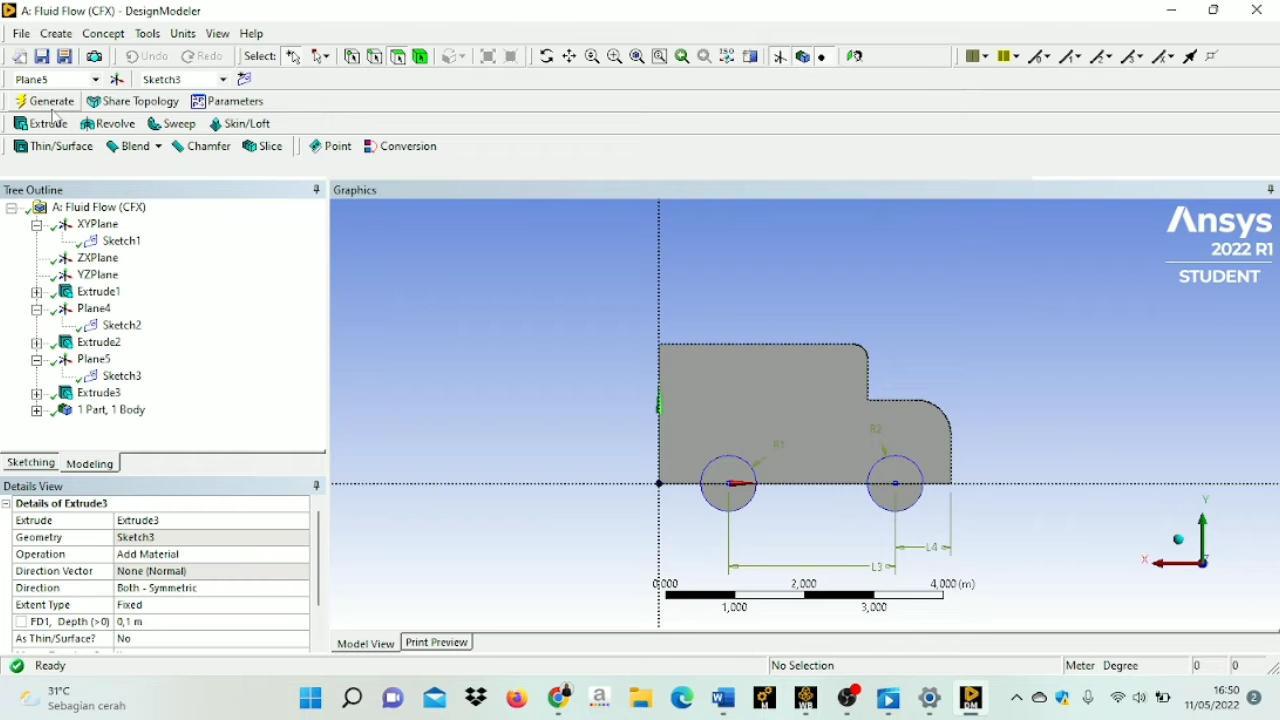 A: Fluid Flow (CFX) - DesignModeler
File Create Concept Tools Units View Help
Undo Redo Select:
Plane5 Sketch3
Generate Share Topology Parameters
Extrude Revolve Sweep Skin/Loft
Thin/Surface Blend Chamfer Slice Point Conversion
Tree Outline
A: Fluid Flow (CFX)
XYPlane
Sketch1
ZXPlane
YZPlane
Extrude1
Plane4
Sketch2
Extrude2
Plane5
Sketch3
Extrude3
1 Part, 1 Body
Sketching Modeling
Details View
Details of Extrude3
Extrude Extrude3
Geometry Sketch3
Operation Add Material
Direction Vector None (Normal)
Direction Both - Symmetric
Extent Type Fixed
FD1, Depth (>0) 0,1 m
As Thin/Surface? No
Graphics
Ansys
2022 R1
STUDENT
R1
R2
L4
L3
0,000 2,000 4,000 (m)
1,000 3,000
Y
X
Model View Print Preview
Ready No Selection Meter Degree 0 0
31°C
Sebagian cerah
16:50
11/05/2022
2